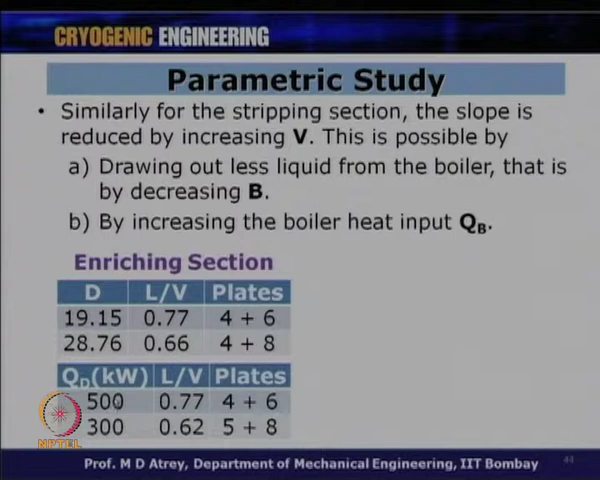 CRYOGENIC ENGINEERING
Parametric Study
• Similarly for the stripping section, the slope is
reduced by increasing V. This is possible by
a) Drawing out less liquid from the boiler, that is
by decreasing B.
b) By increasing the boiler heat input QB.
Enriching Section
D L/V Plates
19.15 0.77 4 + 6
28.76 0.66 4 + 8
QD(kW) L/V Plates
500 0.77 4 + 6
300 0.62 5 + 8
NPTEL
Prof. M D Atrey, Department of Mechanical Engineering, IIT Bombay
44